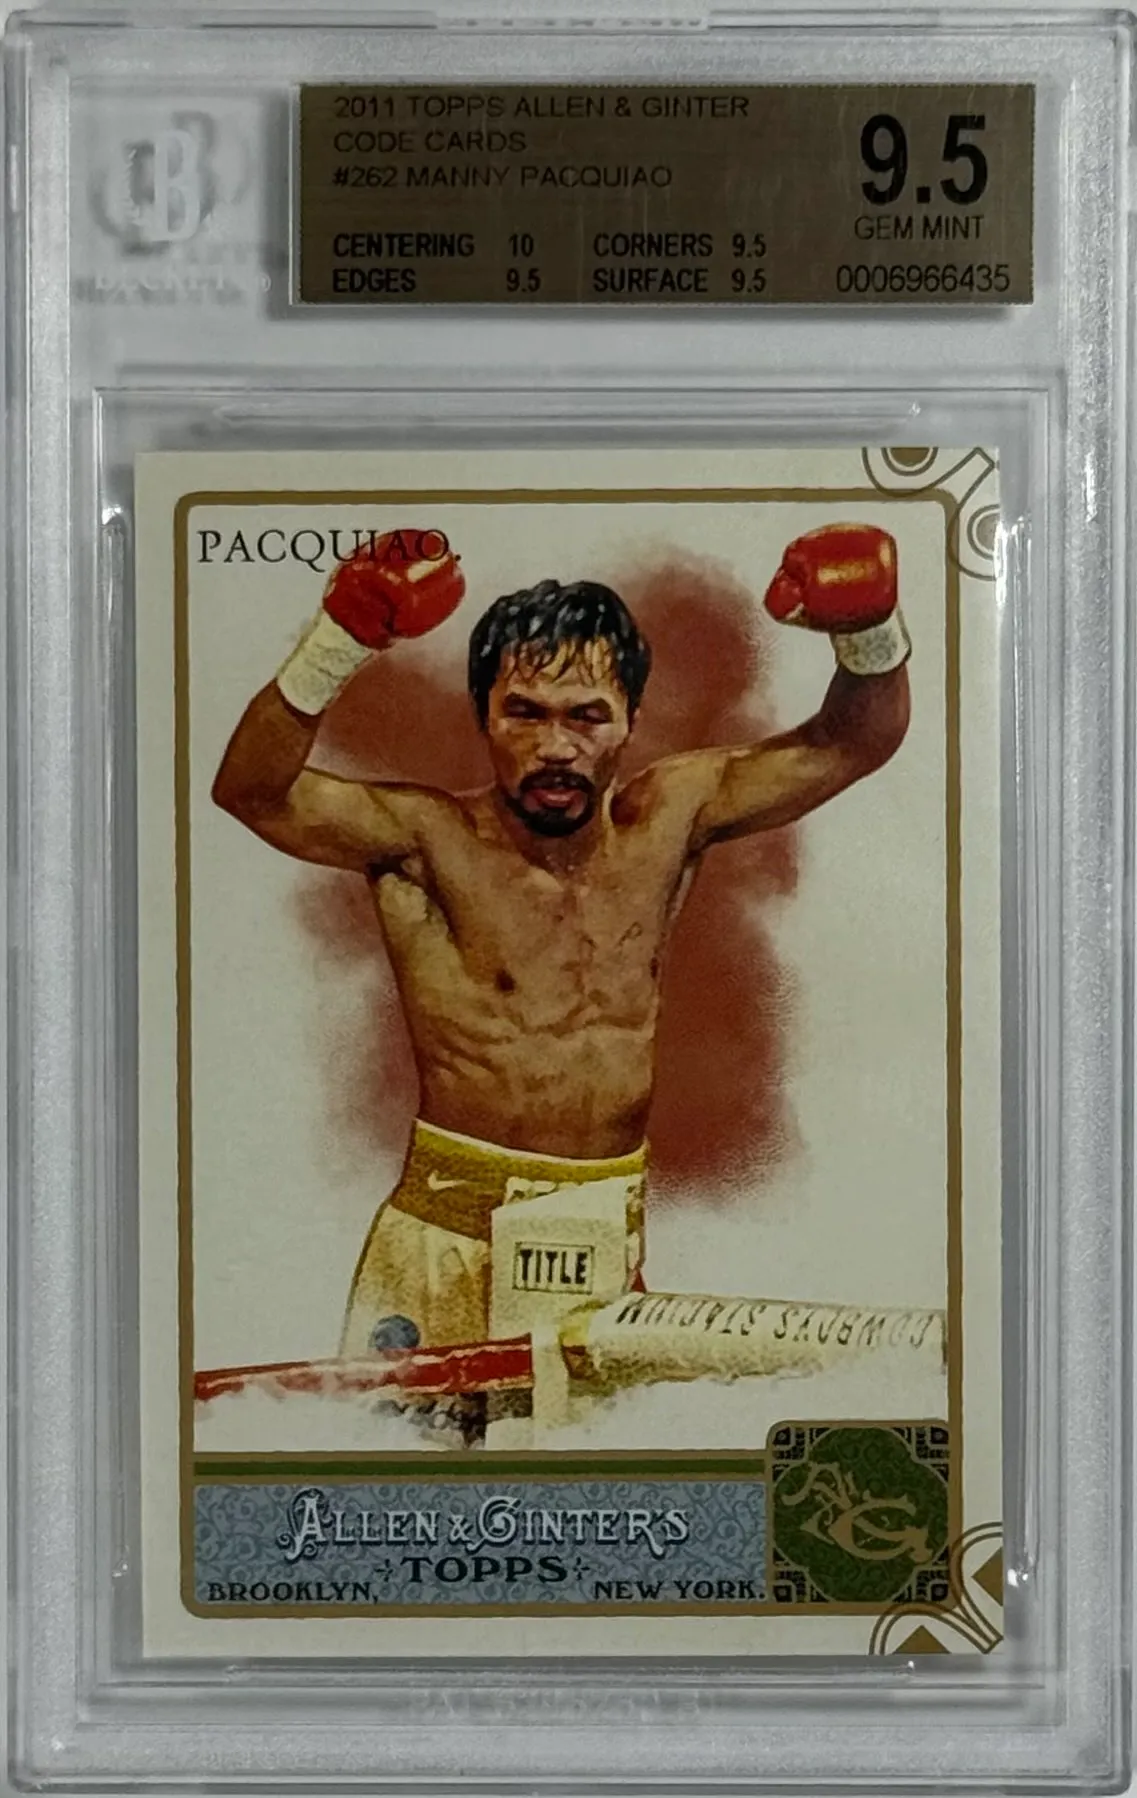 2011 TOPPS ALLEN & GINTER
CODE CARDS
#262 MANNY PACQUIAO
CENTERING 10 CORNERS 9.5
EDGES 9.5 SURFACE 9.5
9.5
GEM MINT
0006966435
B
BECKETT®
PACQUIAO.
TITLE
COWBOYS STADIUM
ALLEN & GINTER'S
TOPPS
BROOKLYN, NEW YORK.
A&G